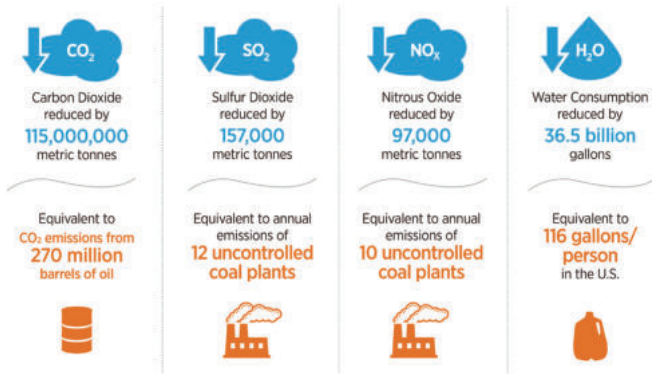 CO₂
Carbon Dioxide
reduced by
115,000,000
metric tonnes
Equivalent to
CO₂ emissions from
270 million
barrels of oil
SO₂
Sulfur Dioxide
reduced by
157,000
metric tonnes
Equivalent to annual
emissions of
12 uncontrolled
coal plants
NOₓ
Nitrous Oxide
reduced by
97,000
metric tonnes
Equivalent to annual
emissions of
10 uncontrolled
coal plants
H₂O
Water Consumption
reduced by
36.5 billion
gallons
Equivalent to
116 gallons/
person
in the U.S.